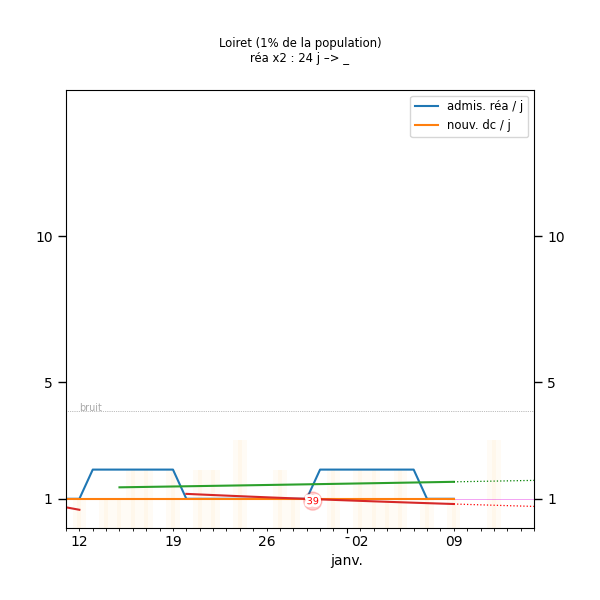 Loiret (1% de la population)
réa x2 : 24 j –> _
admis. réa / j
nouv. dc / j
10 10
5 5
bruit
1 1
39
12 19 26 02 09
janv.